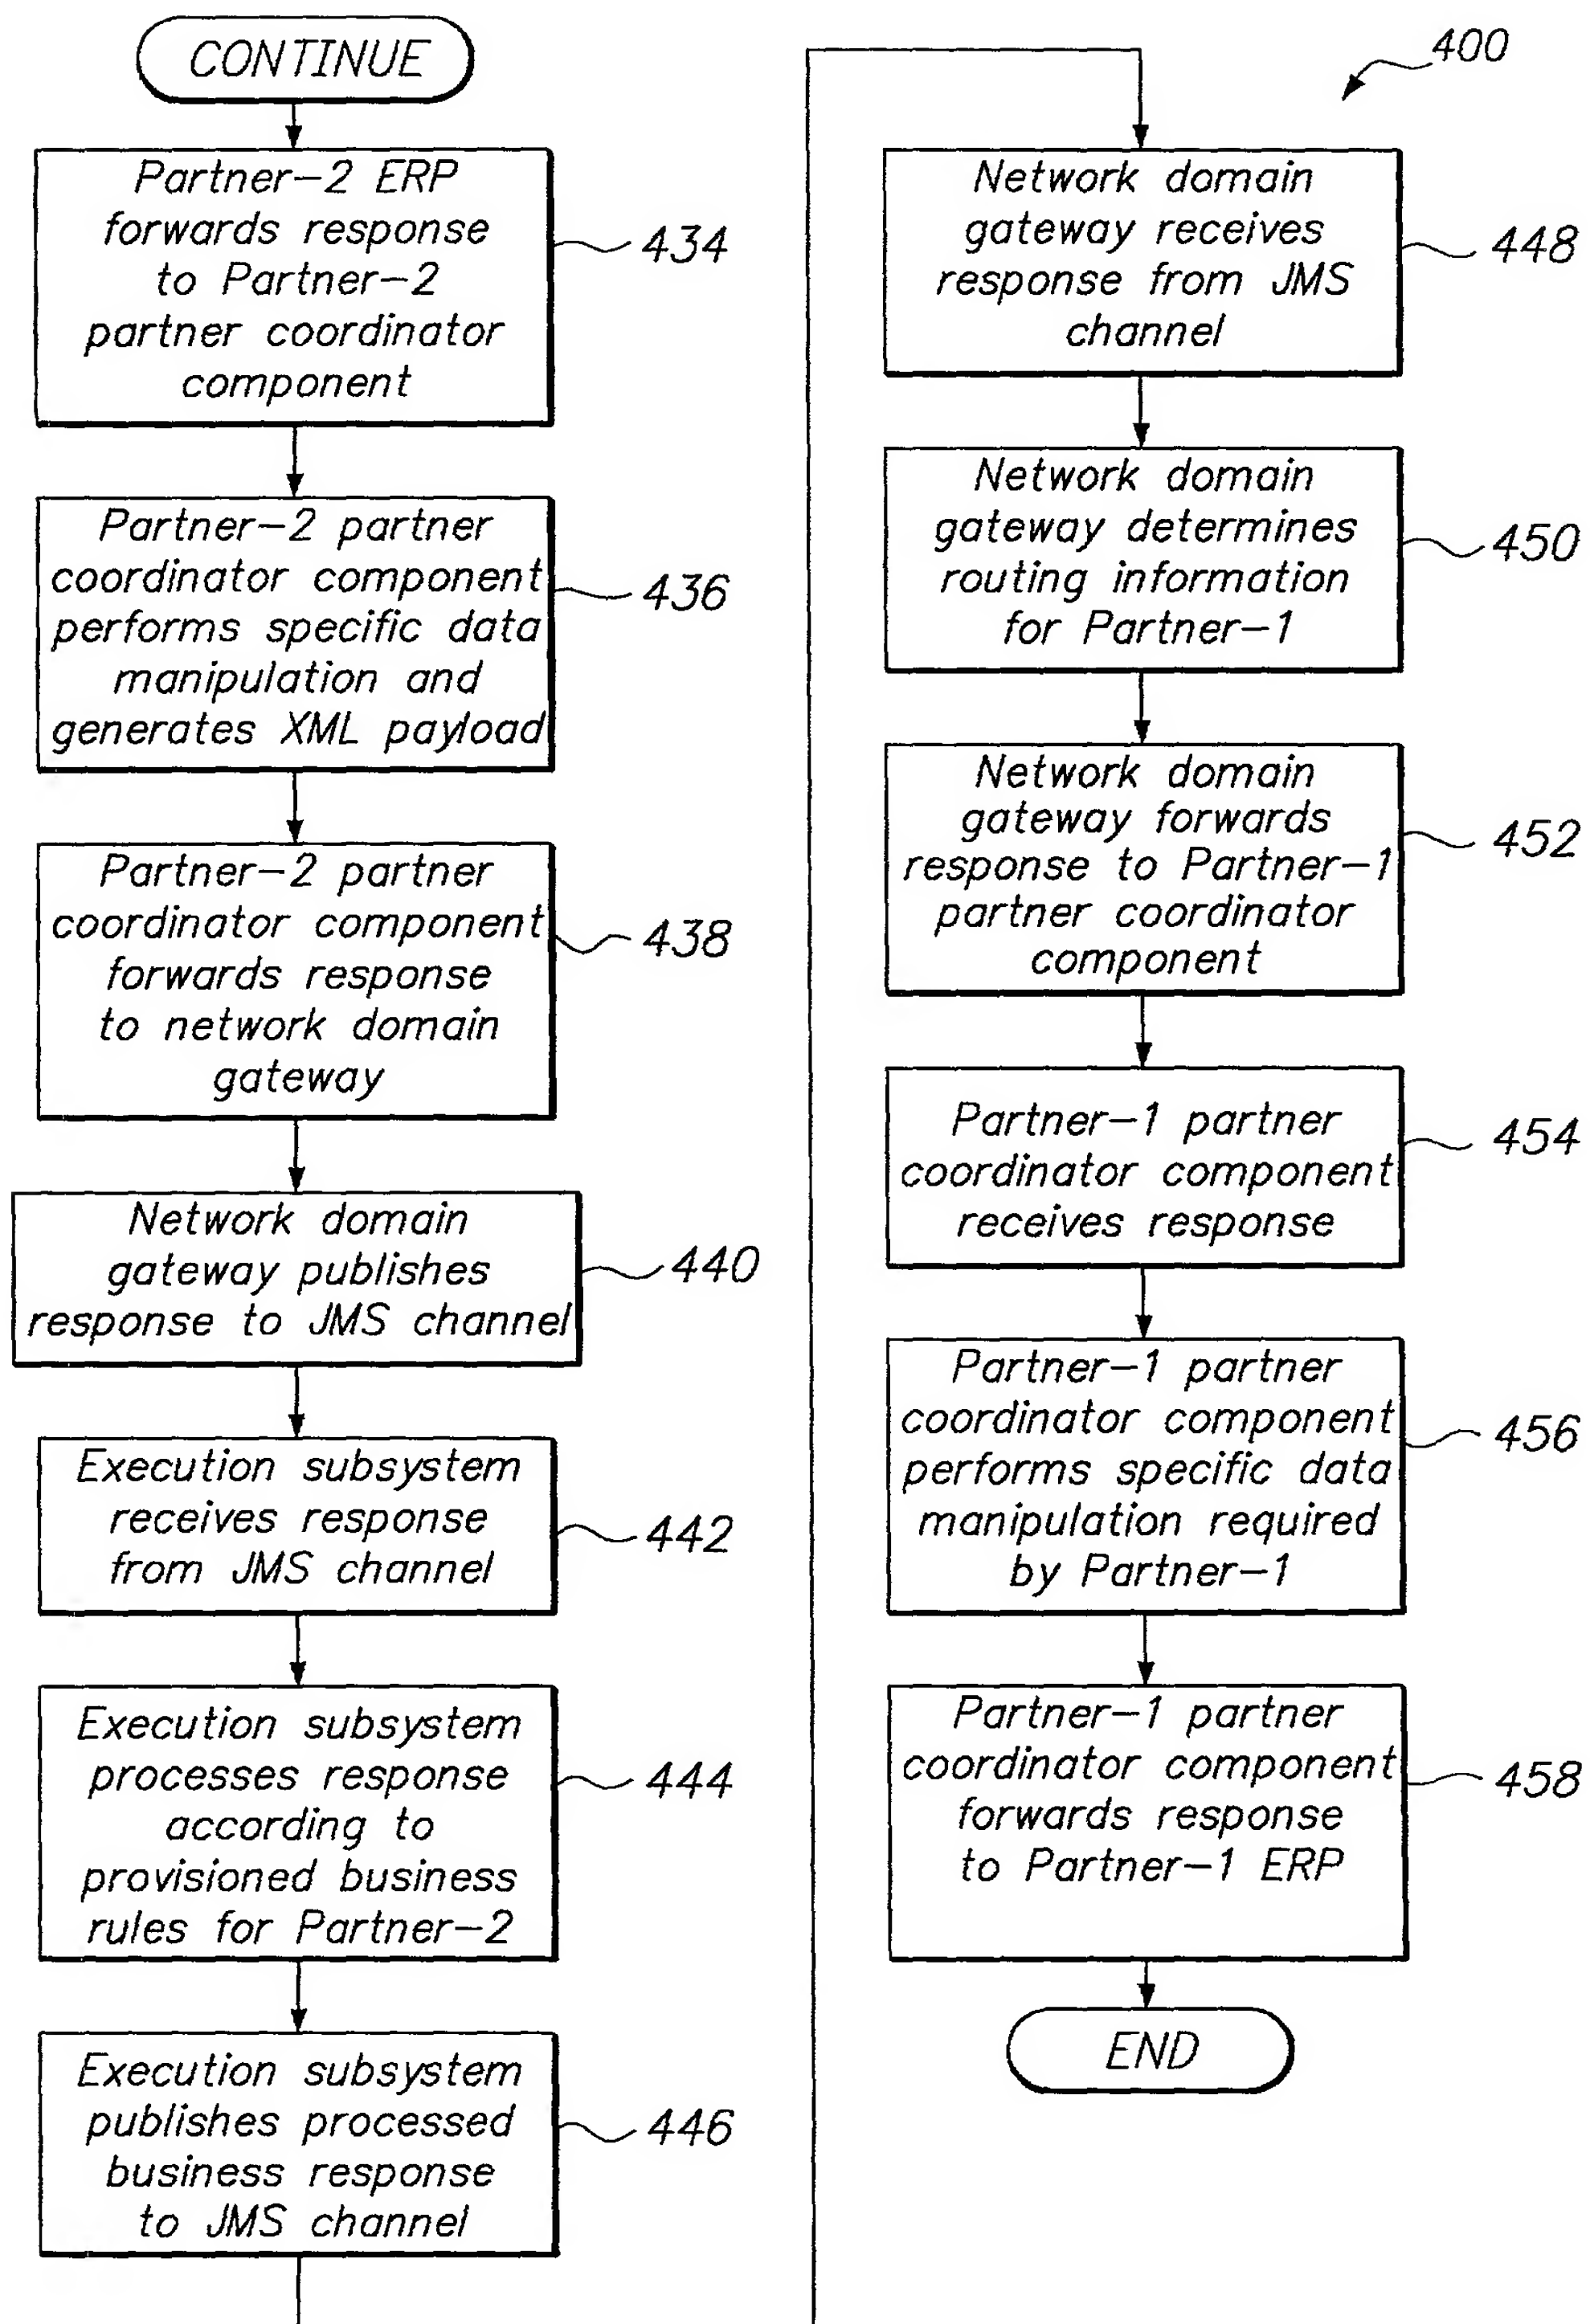 CONTINUE
Partner-2 ERP
forwards response
to Partner-2
partner coordinator
component
434
Partner-2 partner
coordinator component
performs specific data
manipulation and
generates XML payload
436
Partner-2 partner
coordinator component
forwards response
to network domain
gateway
438
Network domain
gateway publishes
response to JMS channel
440
Execution subsystem
receives response
from JMS channel
442
Execution subsystem
processes response
according to
provisioned business
rules for Partner-2
444
Execution subsystem
publishes processed
business response
to JMS channel
446
400
Network domain
gateway receives
response from JMS
channel
448
Network domain
gateway determines
routing information
for Partner-1
450
Network domain
gateway forwards
response to Partner-1
partner coordinator
component
452
Partner-1 partner
coordinator component
receives response
454
Partner-1 partner
coordinator component
performs specific data
manipulation required
by Partner-1
456
Partner-1 partner
coordinator component
forwards response
to Partner-1 ERP
458
END